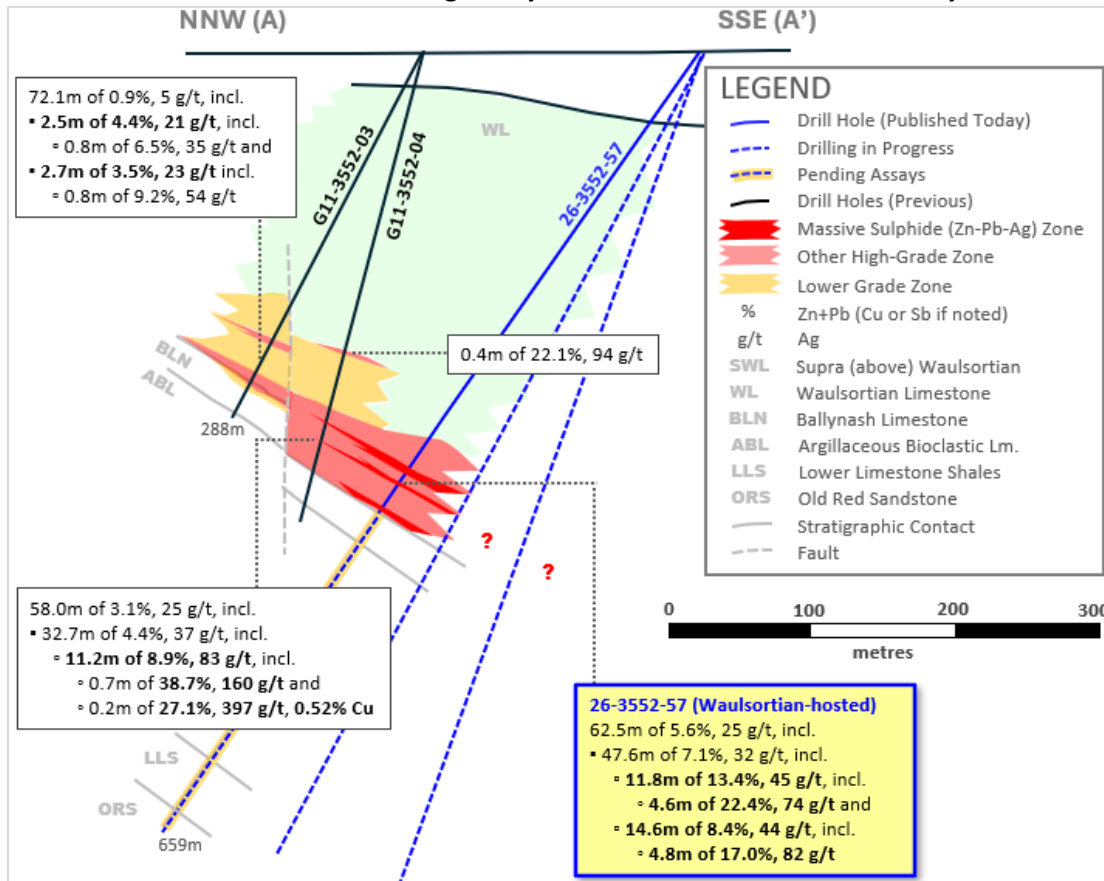 NNW (A)
SSE (A')
72.1m of 0.9%, 5 g/t, incl.
▪ 2.5m of 4.4%, 21 g/t, incl.
▫ 0.8m of 6.5%, 35 g/t and
▪ 2.7m of 3.5%, 23 g/t incl.
▫ 0.8m of 9.2%, 54 g/t
G11-3552-03
G11-3552-04
WL
26-3552-57
LEGEND
Drill Hole (Published Today)
Drilling in Progress
Pending Assays
Drill Holes (Previous)
Massive Sulphide (Zn-Pb-Ag) Zone
Other High-Grade Zone
Lower Grade Zone
% Zn+Pb (Cu or Sb if noted)
g/t Ag
SWL Supra (above) Waulsortian
WL Waulsortian Limestone
BLN Ballynash Limestone
ABL Argillaceous Bioclastic Lm.
LLS Lower Limestone Shales
ORS Old Red Sandstone
Stratigraphic Contact
Fault
BLN
ABL
288m
0.4m of 22.1%, 94 g/t
?
?
0 100 200 300
metres
58.0m of 3.1%, 25 g/t, incl.
▪ 32.7m of 4.4%, 37 g/t, incl.
▫ 11.2m of 8.9%, 83 g/t, incl.
▫ 0.7m of 38.7%, 160 g/t and
▫ 0.2m of 27.1%, 397 g/t, 0.52% Cu
26-3552-57 (Waulsortian-hosted)
62.5m of 5.6%, 25 g/t, incl.
▪ 47.6m of 7.1%, 32 g/t, incl.
▫ 11.8m of 13.4%, 45 g/t, incl.
▫ 4.6m of 22.4%, 74 g/t and
▫ 14.6m of 8.4%, 44 g/t, incl.
▫ 4.8m of 17.0%, 82 g/t
LLS
ORS
659m